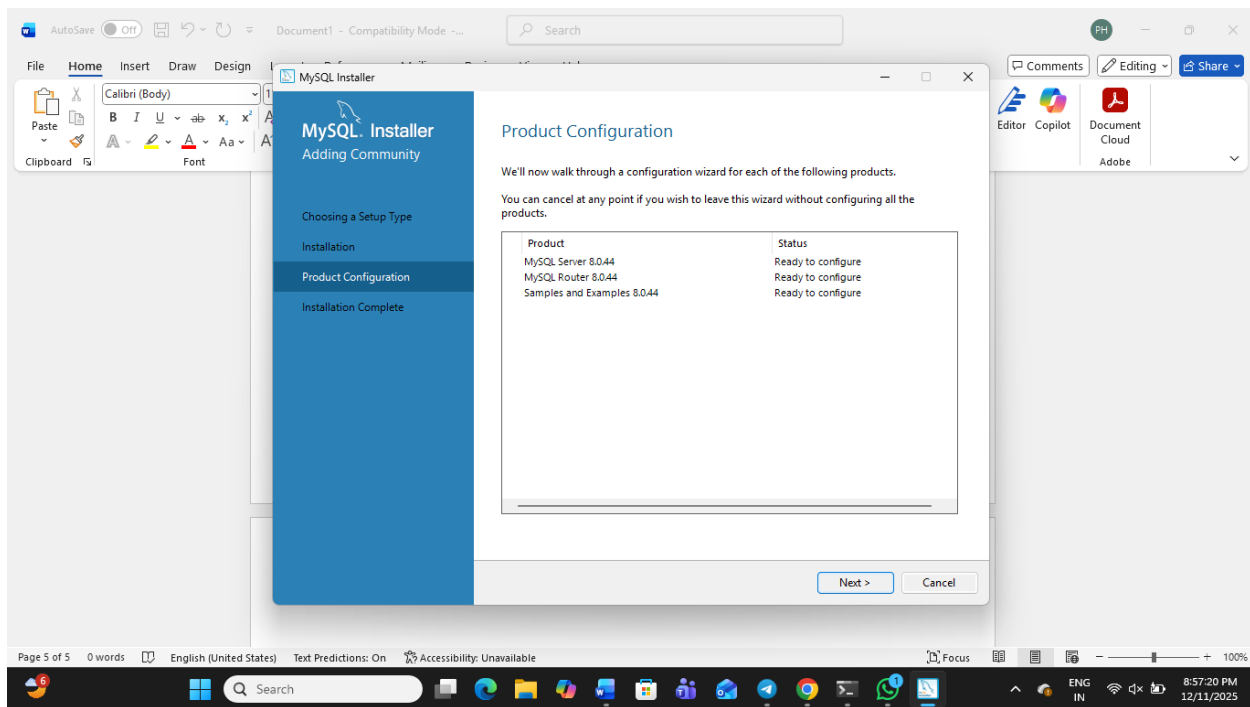 AutoSave Off Document1 - Compatibility Mode -... Search PH
File Home Insert Draw Design Comments Editing Share
Calibri (Body)
Paste B I U ab x₂ x² Editor Copilot Document Cloud
A Aa
Clipboard Font Adobe
MySQL Installer
MySQL. Installer
Adding Community
Choosing a Setup Type
Installation
Product Configuration
Installation Complete
Product Configuration
We'll now walk through a configuration wizard for each of the following products.
You can cancel at any point if you wish to leave this wizard without configuring all the
products.
Product Status
MySQL Server 8.0.44 Ready to configure
MySQL Router 8.0.44 Ready to configure
Samples and Examples 8.0.44 Ready to configure
Next > Cancel
Page 5 of 5 0 words English (United States) Text Predictions: On Accessibility: Unavailable Focus 100%
6 Search 1 ENG IN 8:57:20 PM
12/11/2025